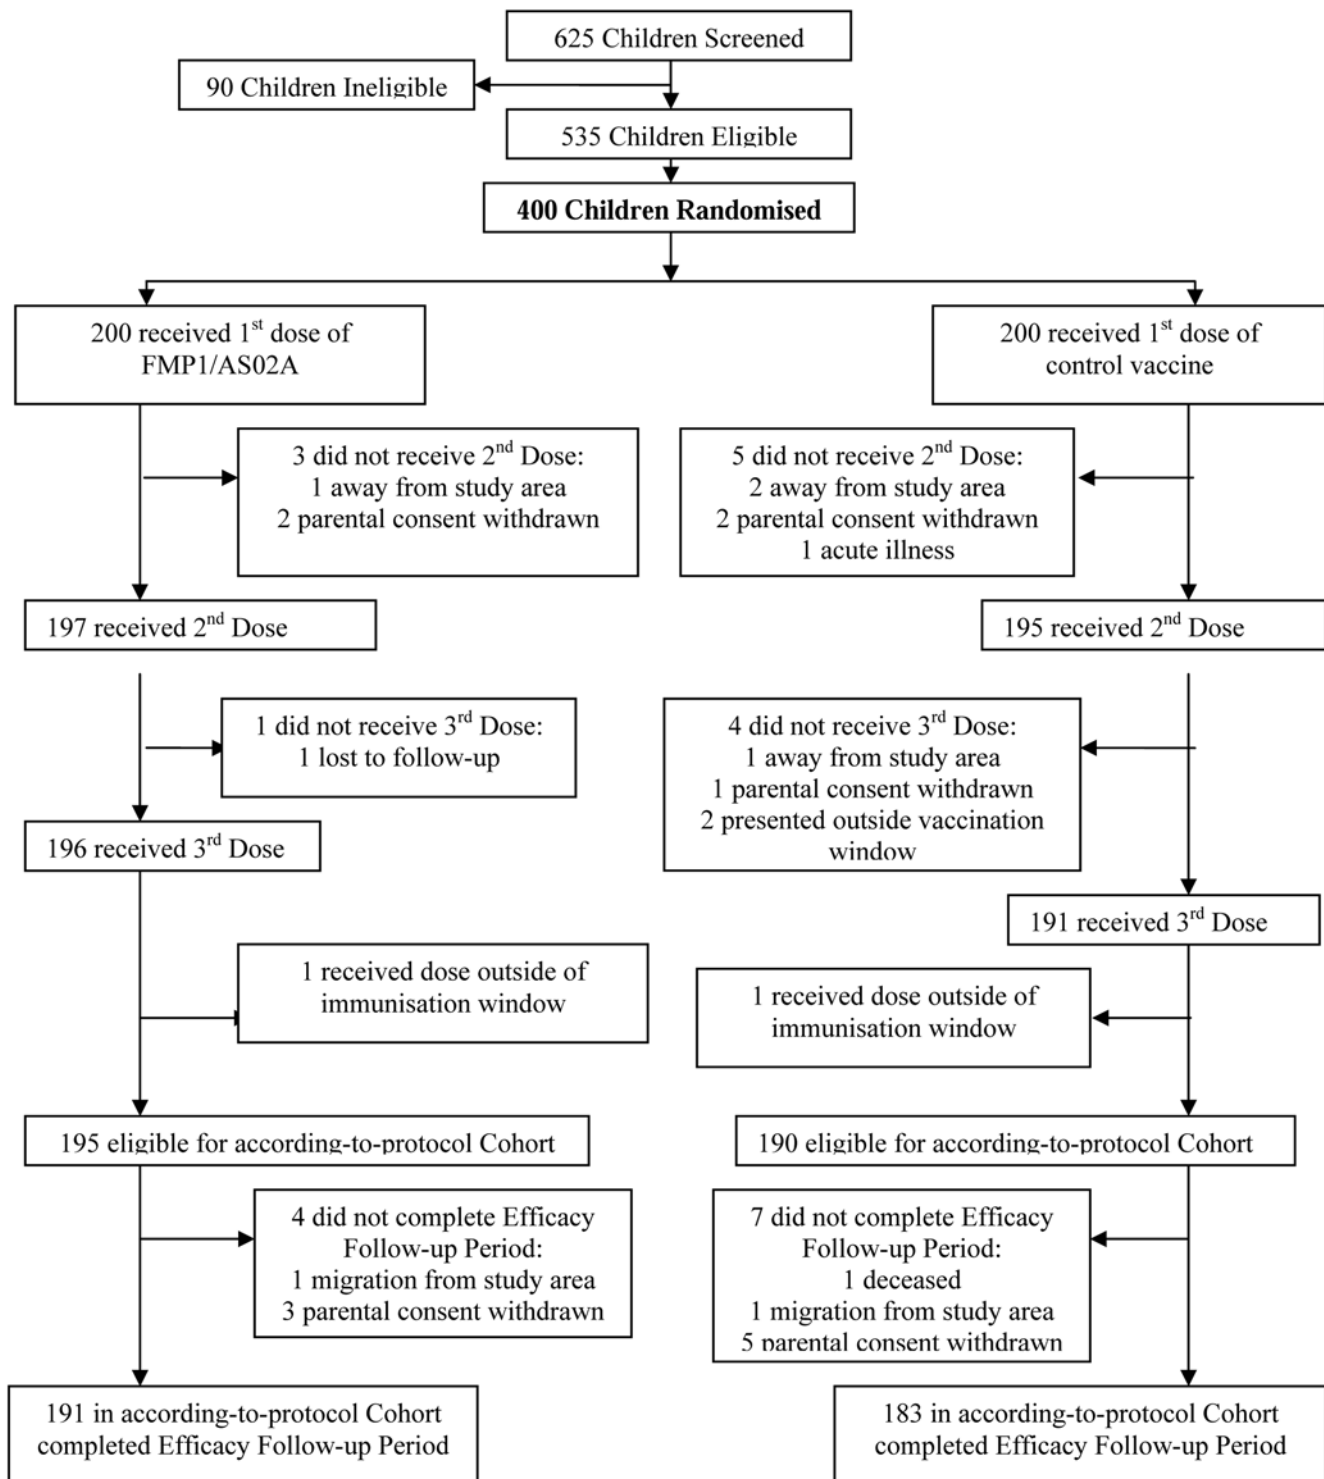 625 Children Screened
90 Children Ineligible
535 Children Eligible
400 Children Randomised
200 received 1st dose of
FMP1/AS02A
200 received 1st dose of
control vaccine
3 did not receive 2nd Dose:
1 away from study area
2 parental consent withdrawn
5 did not receive 2nd Dose:
2 away from study area
2 parental consent withdrawn
1 acute illness
197 received 2nd Dose
195 received 2nd Dose
1 did not receive 3rd Dose:
1 lost to follow-up
4 did not receive 3rd Dose:
1 away from study area
1 parental consent withdrawn
2 presented outside vaccination
window
196 received 3rd Dose
191 received 3rd Dose
1 received dose outside of
immunisation window
1 received dose outside of
immunisation window
195 eligible for according-to-protocol Cohort
190 eligible for according-to-protocol Cohort
4 did not complete Efficacy
Follow-up Period:
1 migration from study area
3 parental consent withdrawn
7 did not complete Efficacy
Follow-up Period:
1 deceased
1 migration from study area
5 parental consent withdrawn
191 in according-to-protocol Cohort
completed Efficacy Follow-up Period
183 in according-to-protocol Cohort
completed Efficacy Follow-up Period